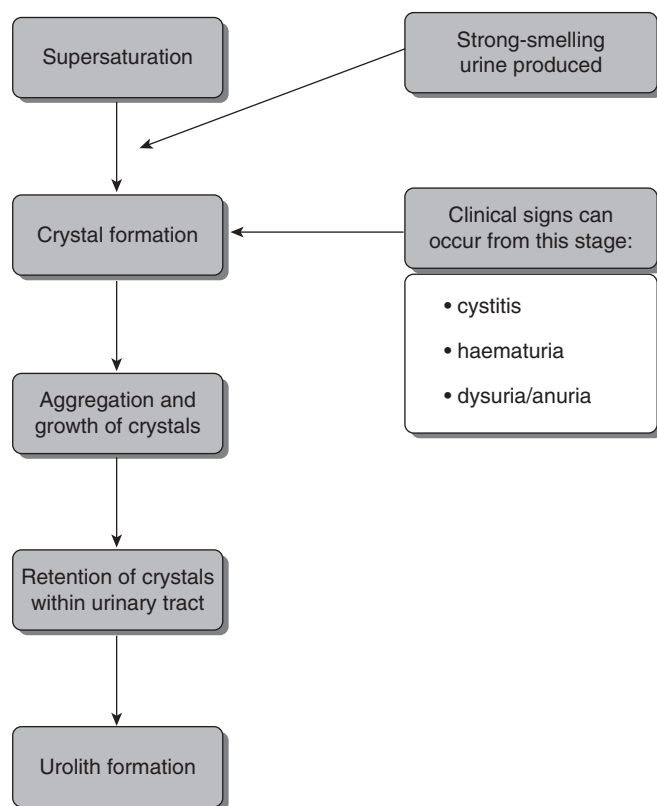 Supersaturation
Strong-smelling
urine produced
Crystal formation
Clinical signs can
occur from this stage:
• cystitis
• haematuria
• dysuria/anuria
Aggregation and
growth of crystals
Retention of crystals
within urinary tract
Urolith formation